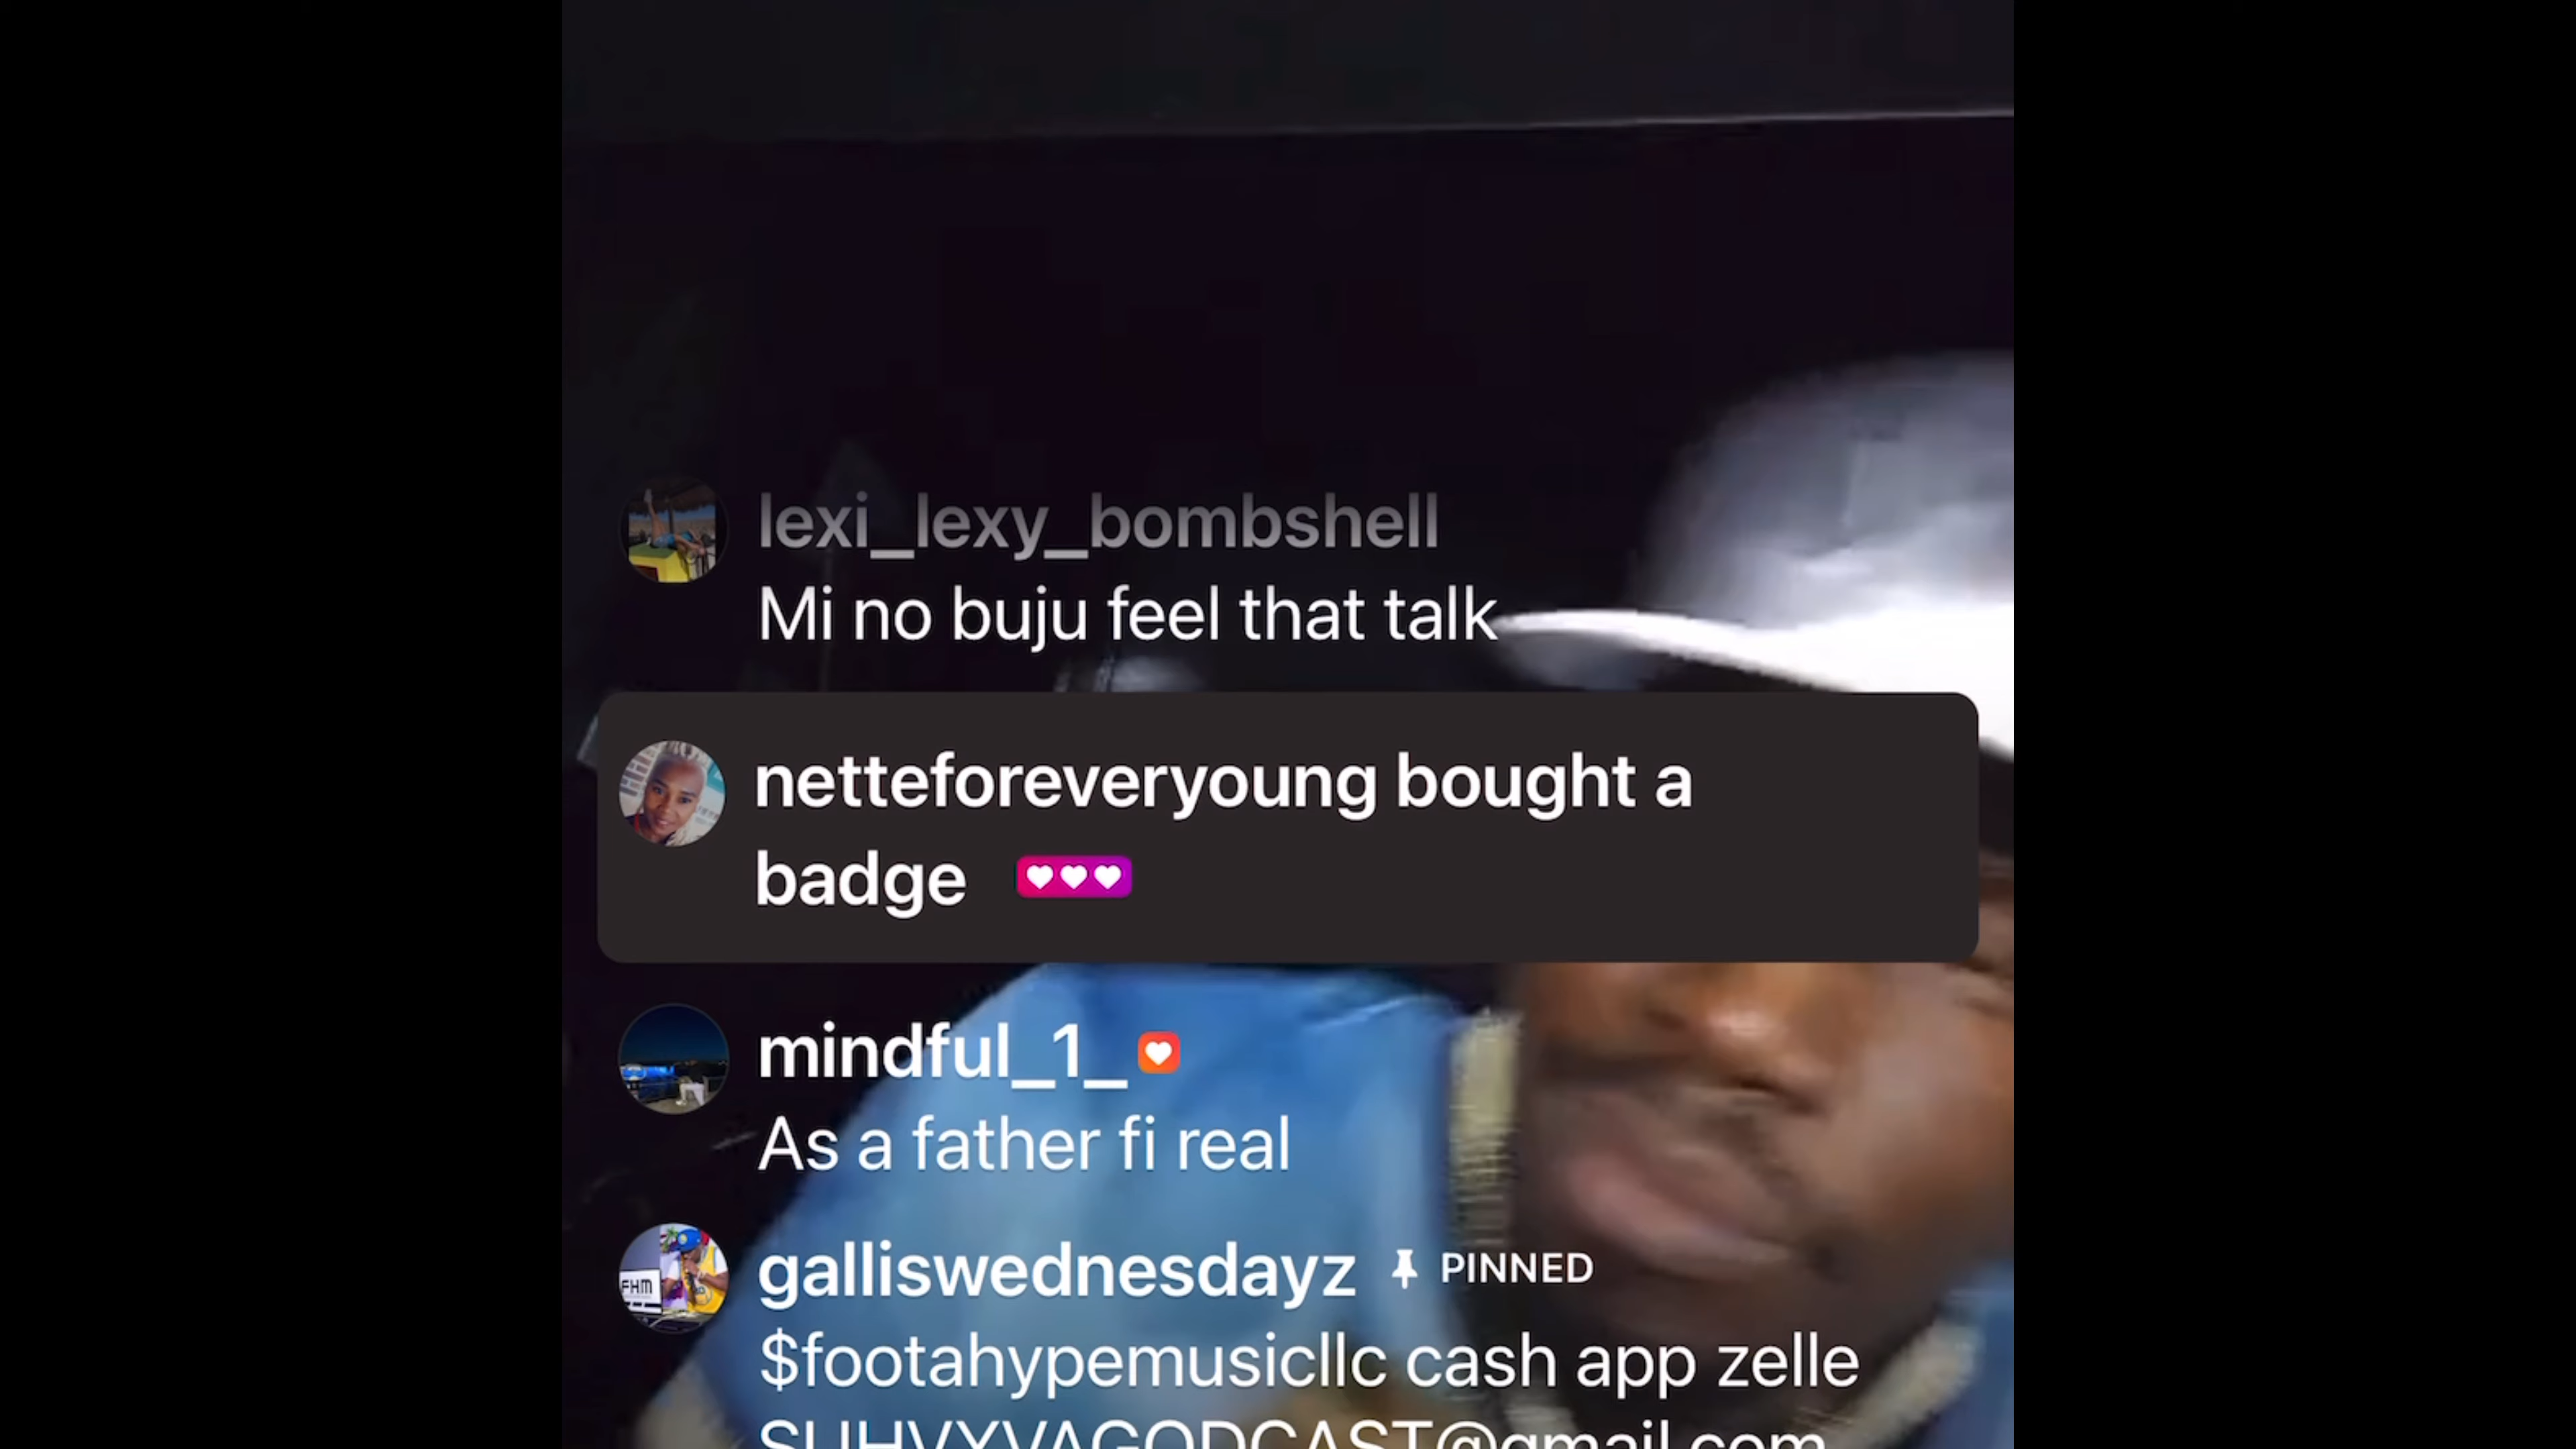 lexi_lexy_bombshell
Mi no buju feel that talk
netteforeveryoung bought a
badge
mindful_1_
As a father fi real
galliswednesdayz PINNED
FHM
$footahypemusicllc cash app zelle